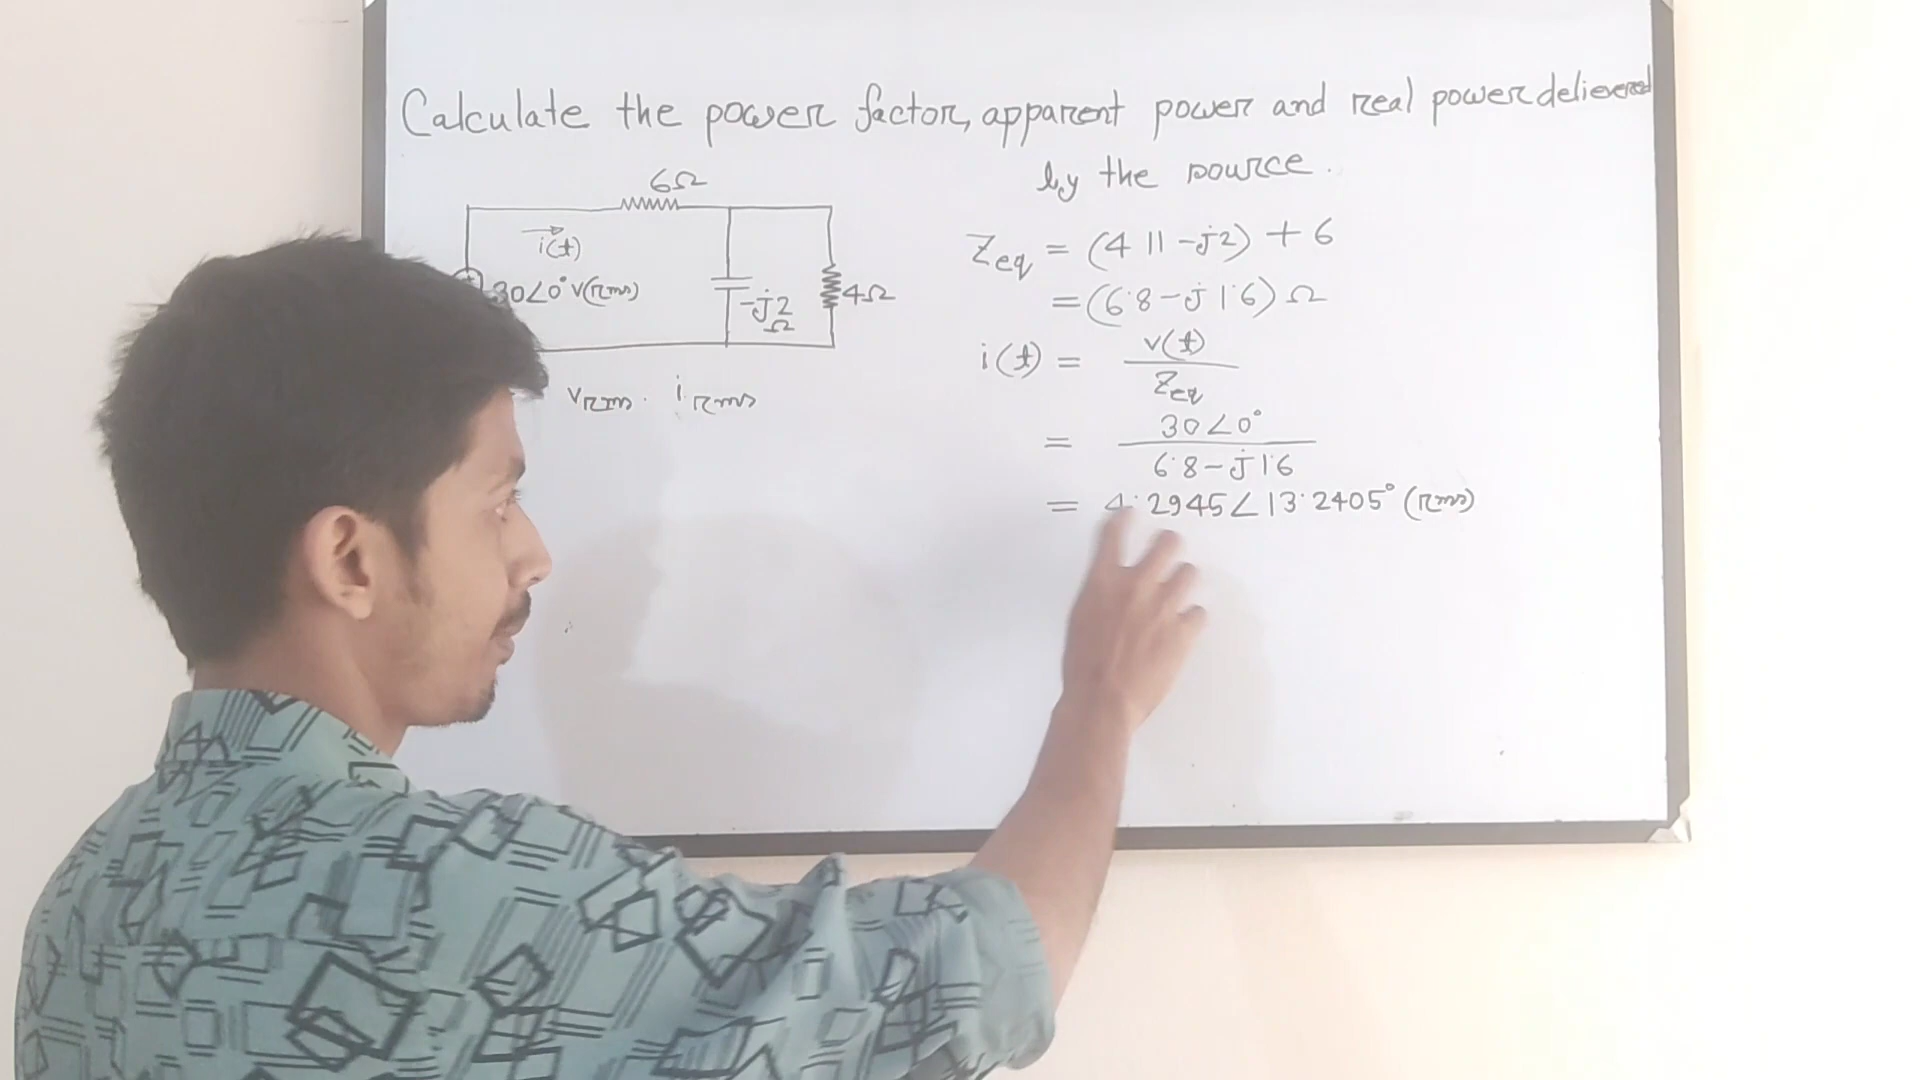 Calculate the power factor, apparent power and real power delievered
by the source.
6Ω
i(t)
30∠0° V(rms)
-j2
Ω
4Ω
Vrms . irms
Zeq = (4 || -j2) + 6
= (6.8 - j 1.6) Ω
i(t) = v(t)
Zeq
= 30∠0°
6.8 - j1.6
= 4.2945∠13.2405° (rms)